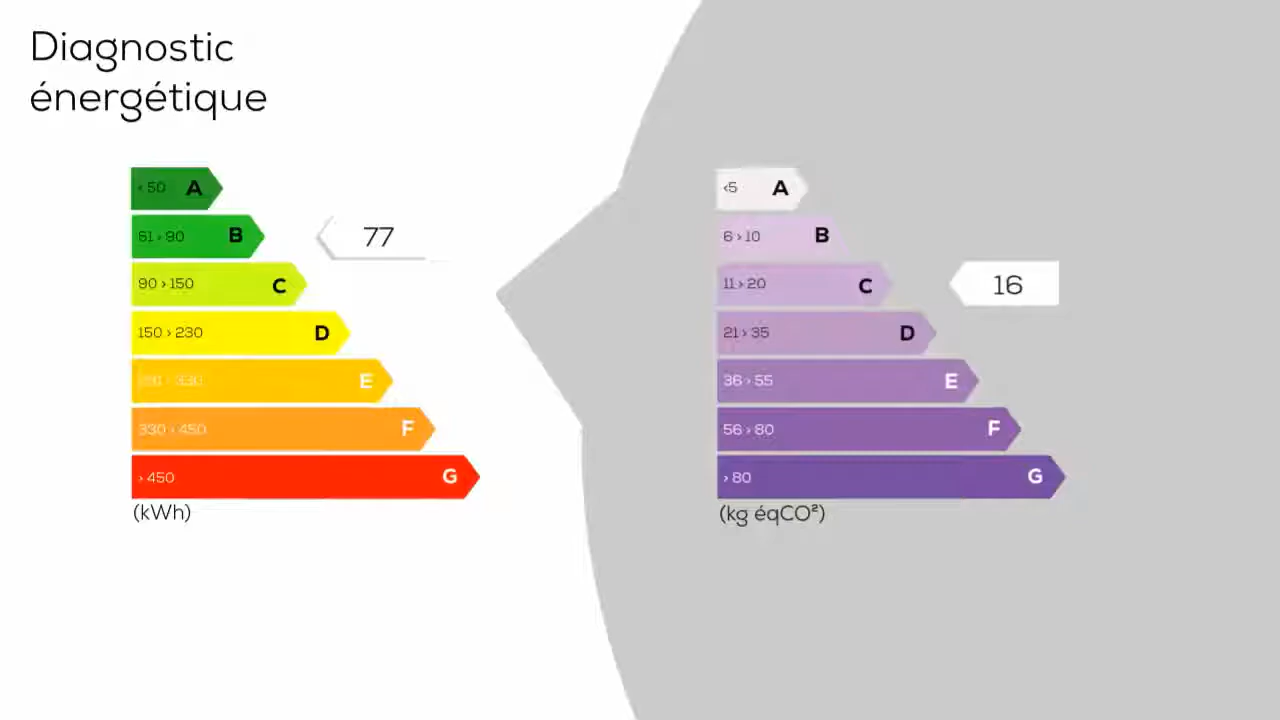 Diagnostic
énergétique
< 50 A
51 > 90 B
77
90 > 150 C
150 > 230 D
E
330 > 450 F
> 450 G
(kWh)
<5 A
6 > 10 B
11 > 20 C
16
21 > 35 D
36 > 55 E
56 > 80 F
> 80 G
(kg éqCO²)